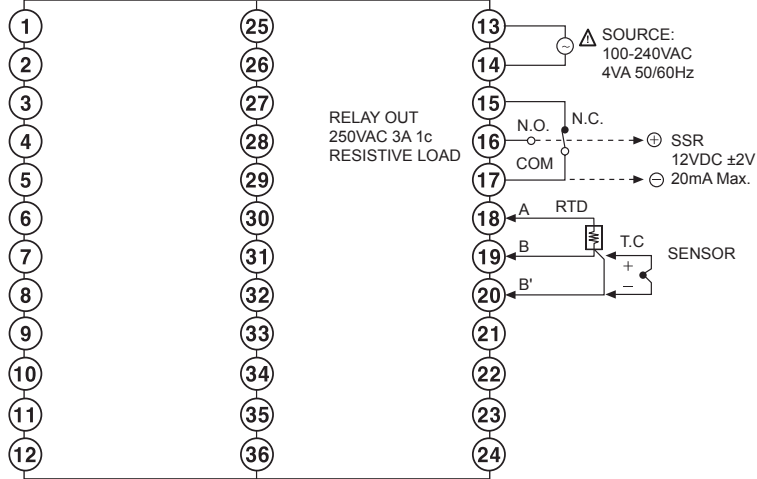 1 25 13
SOURCE:
100-240VAC
4VA 50/60Hz
2 26 14
3 27 15
RELAY OUT
250VAC 3A 1c
RESISTIVE LOAD
N.O. N.C.
4 28 16
SSR
12VDC ±2V
20mA Max.
COM
5 29 17
6 30 18 A RTD
7 31 19 B T.C SENSOR
+
−
8 32 20 B'
9 33 21
10 34 22
11 35 23
12 36 24